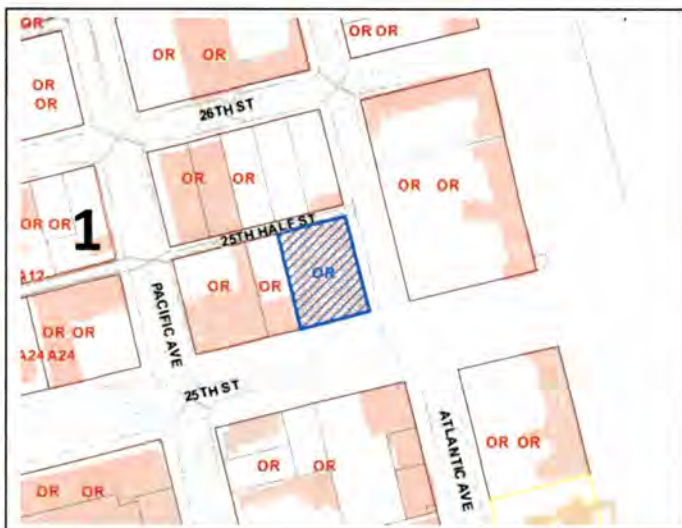 OR
OR OR
OR OR
OR
OR
26TH ST
OR OR
OR OR
OR OR
1
25TH HALF ST
A12
OR OR
OR
PACIFIC AVE
OR OR
A24 A24
25TH ST
ATLANTIC AVE
OR OR
OR OR
OR OR